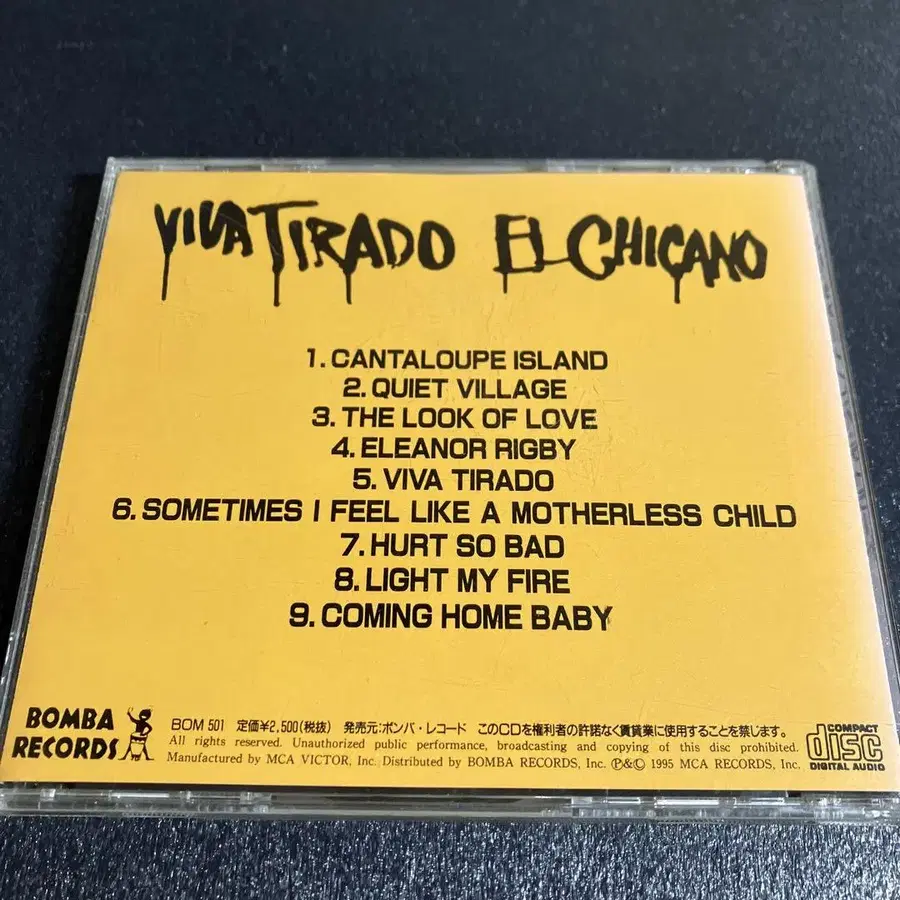 VIVA TIRADO EL CHICANO
1. CANTALOUPE ISLAND
2. QUIET VILLAGE
3. THE LOOK OF LOVE
4. ELEANOR RIGBY
5. VIVA TIRADO
6. SOMETIMES I FEEL LIKE A MOTHERLESS CHILD
7. HURT SO BAD
8. LIGHT MY FIRE
9. COMING HOME BABY
BOMBA
RECORDS
BOM 501 定価¥2,500(税抜) 発売元:ボンバ・レコード このCDを権利者の許諾なく賃貸業に使用することを禁じます。
All rights reserved. Unauthorized public performance, broadcasting and copying of this disc prohibited.
Manufactured by MCA VICTOR, Inc. Distributed by BOMBA RECORDS, Inc. Ⓟ&© 1995 MCA RECORDS, Inc.
COMPACT
disc
DIGITAL AUDIO